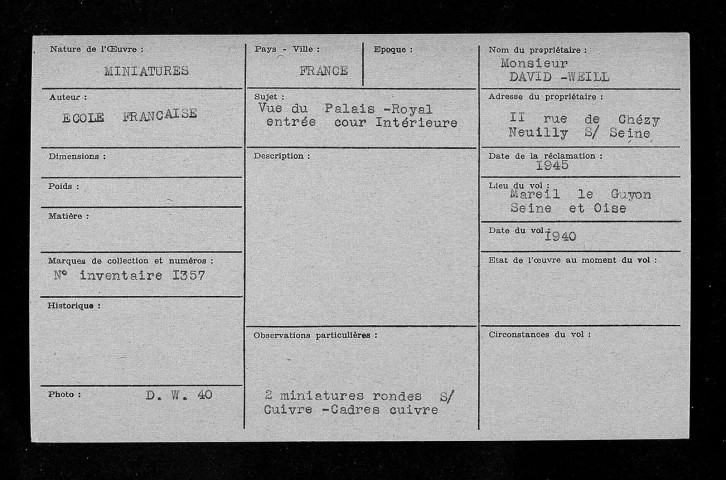 Nature de l'Œuvre :
MINIATURES
Auteur :
ECOLE FRANCAISE
Dimensions :
Poids :
Matière :
Marques de collection et numéros :
N° inventaire I357
Historique :
Photo : D. W. 40
Pays - Ville :
FRANCE
Epoque :
Sujet :
Vue du Palais -Royal
entrée cour Intérieure
Description :
Observations particulières :
2 miniatures rondes S/
Cuivre -Cadres cuivre
Nom du propriétaire :
Monsieur
DAVID -WEILL
Adresse du propriétaire :
II rue de Chézy
Neuilly S/ Seine
Date de la réclamation :
I945
Lieu du vol :
Mareil le Guyon
Seine et Oise
Date du vol :
I940
Etat de l'œuvre au moment du vol :
Circonstances du vol :